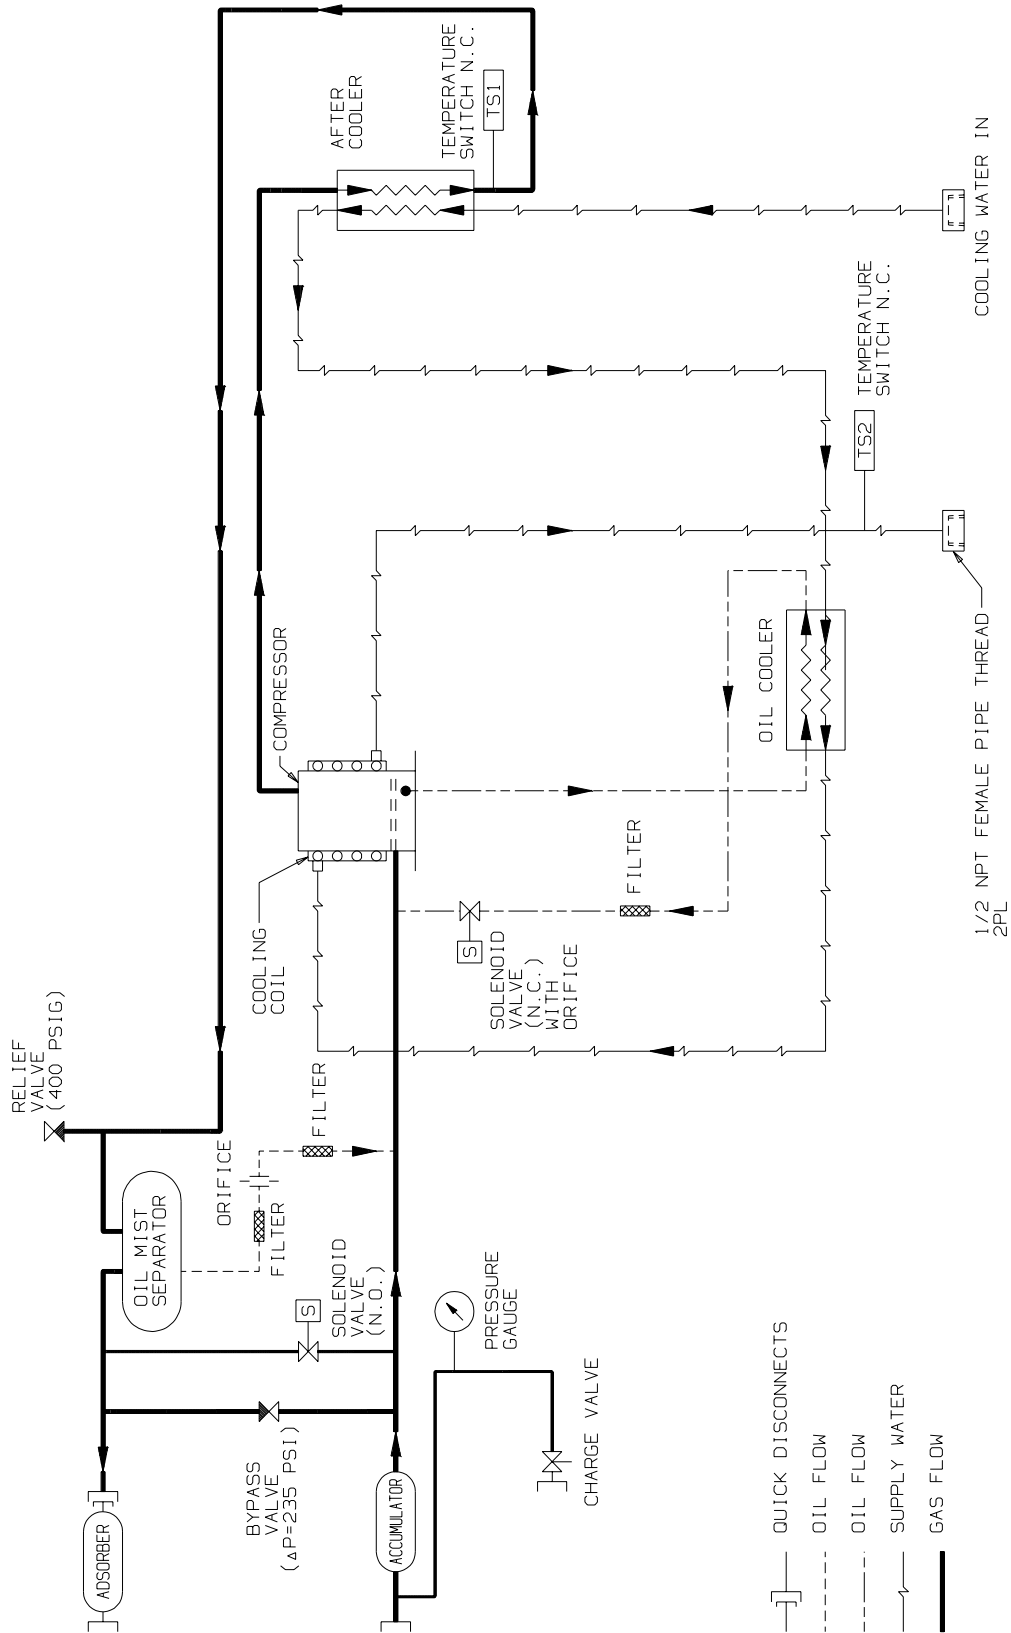 RELIEF
VALVE
(400 PSIG)
ADSORBER
OIL MIST
SEPARATOR
ORIFICE
FILTER
FILTER
BYPASS
VALVE
(ΔP=235 PSI)
SOLENOID
VALVE
(N.O.)
S
ACCUMULATOR
PRESSURE
GAUGE
CHARGE VALVE
COOLING
COIL
COMPRESSOR
AFTER
COOLER
TEMPERATURE
SWITCH N.C.
TS1
S
SOLENOID
VALVE
(N.C.)
WITH
ORIFICE
FILTER
OIL COOLER
TS2
TEMPERATURE
SWITCH N.C.
COOLING WATER IN
1/2 NPT FEMALE PIPE THREAD
2PL
QUICK DISCONNECTS
OIL FLOW
OIL FLOW
SUPPLY WATER
GAS FLOW